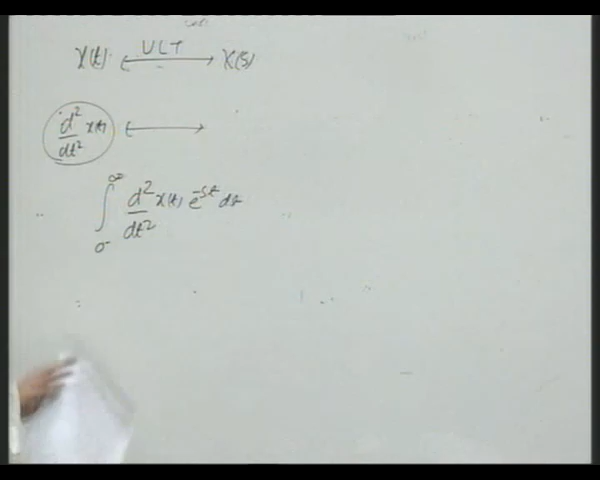 x(t) ⟷ ULT X(s)
d²/dt² x(t) ⟷
∫₀₋^∞ d²/dt² x(t) e^-st dt